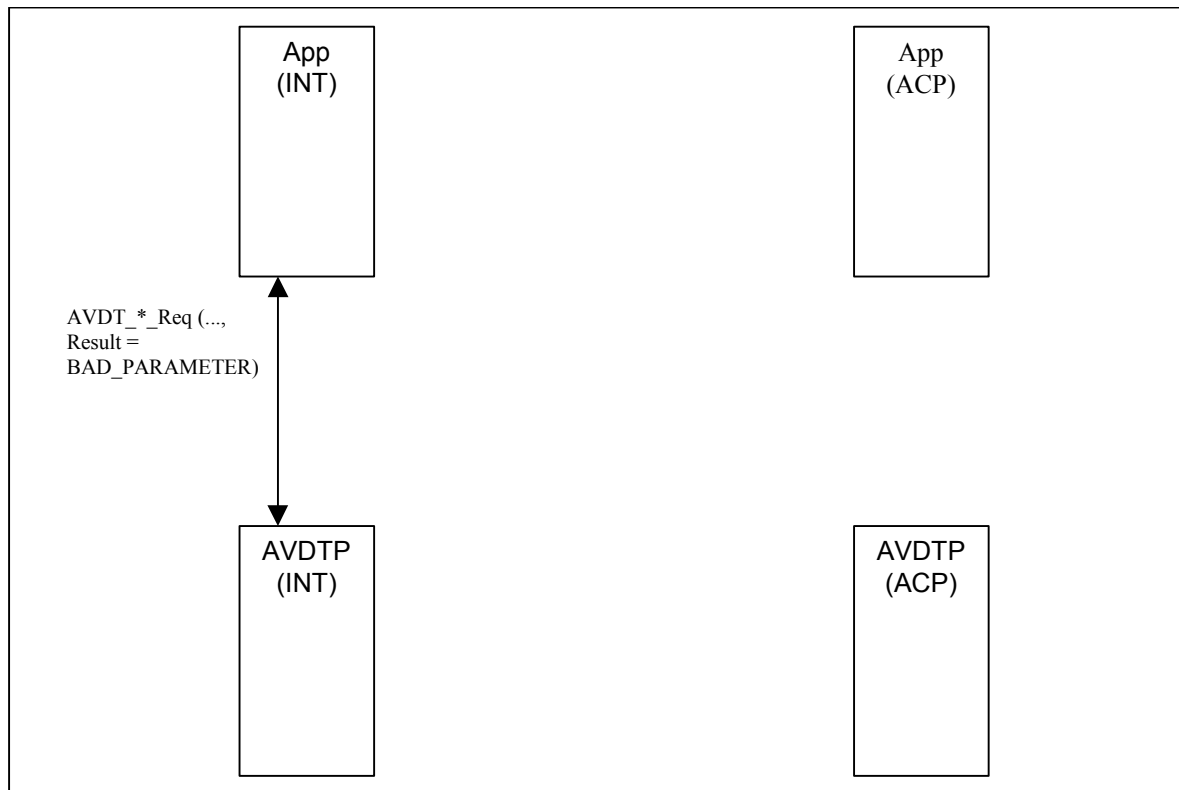 App
(INT)
App
(ACP)
AVDT_*_Req (...,
Result =
BAD_PARAMETER)
AVDTP
(INT)
AVDTP
(ACP)